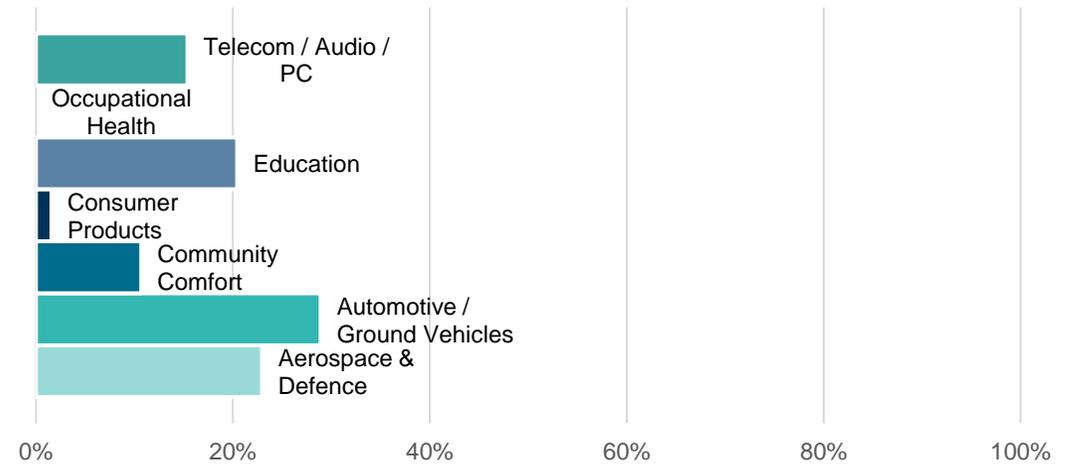 Telecom / Audio /
PC
Occupational
Health
Education
Consumer
Products
Community
Comfort
Automotive /
Ground Vehicles
Aerospace &
Defence
0% 20% 40% 60% 80% 100%